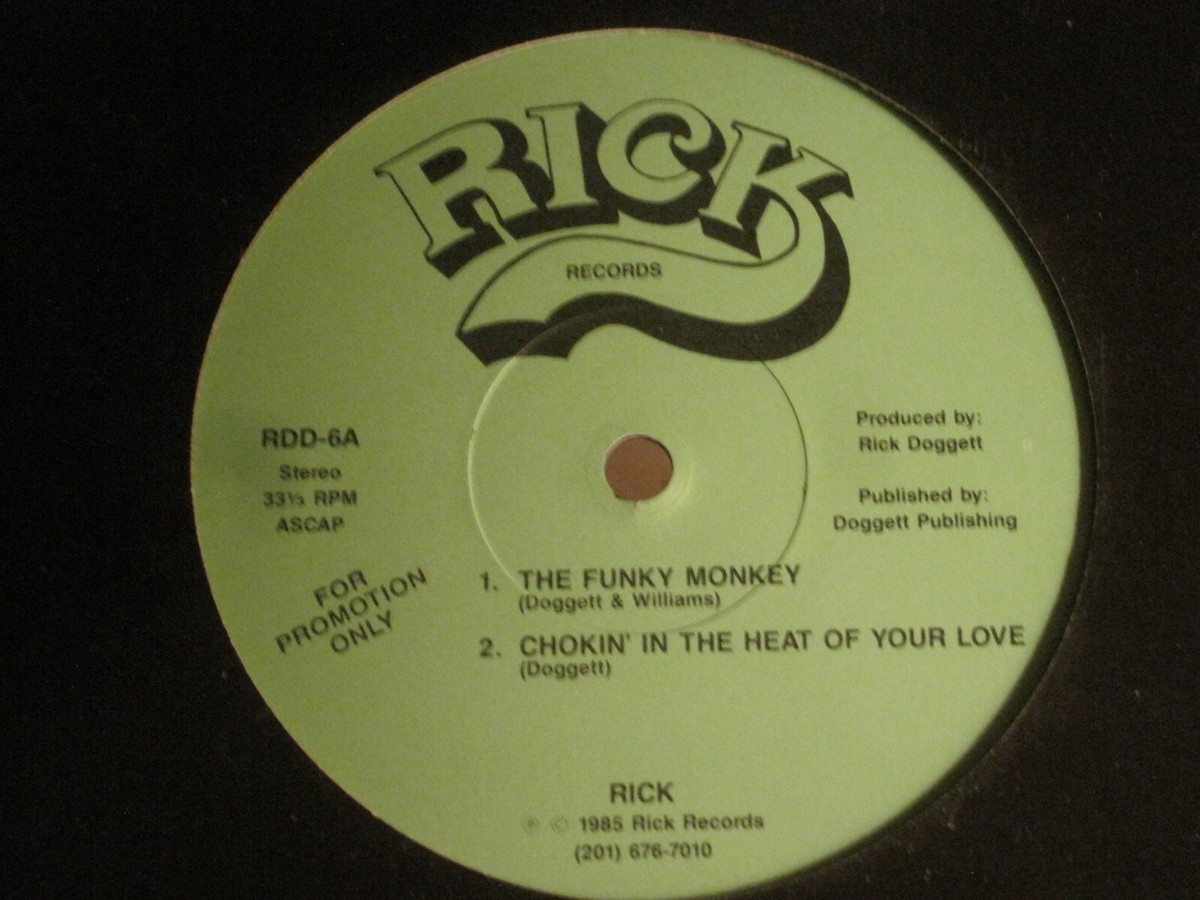 RICK
RECORDS
RDD-6A
Stereo
33⅓ RPM
ASCAP
FOR
PROMOTION
ONLY
Produced by:
Rick Doggett
Published by:
Doggett Publishing
1. THE FUNKY MONKEY
(Doggett & Williams)
2. CHOKIN' IN THE HEAT OF YOUR LOVE
(Doggett)
RICK
℗ © 1985 Rick Records
(201) 676-7010